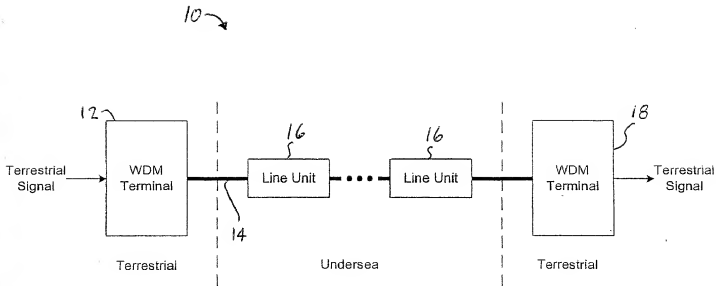 10
12
16
16
18
Terrestrial
Signal
WDM
Terminal
Line Unit
Line Unit
WDM
Terminal
Terrestrial
Signal
14
Terrestrial
Undersea
Terrestrial